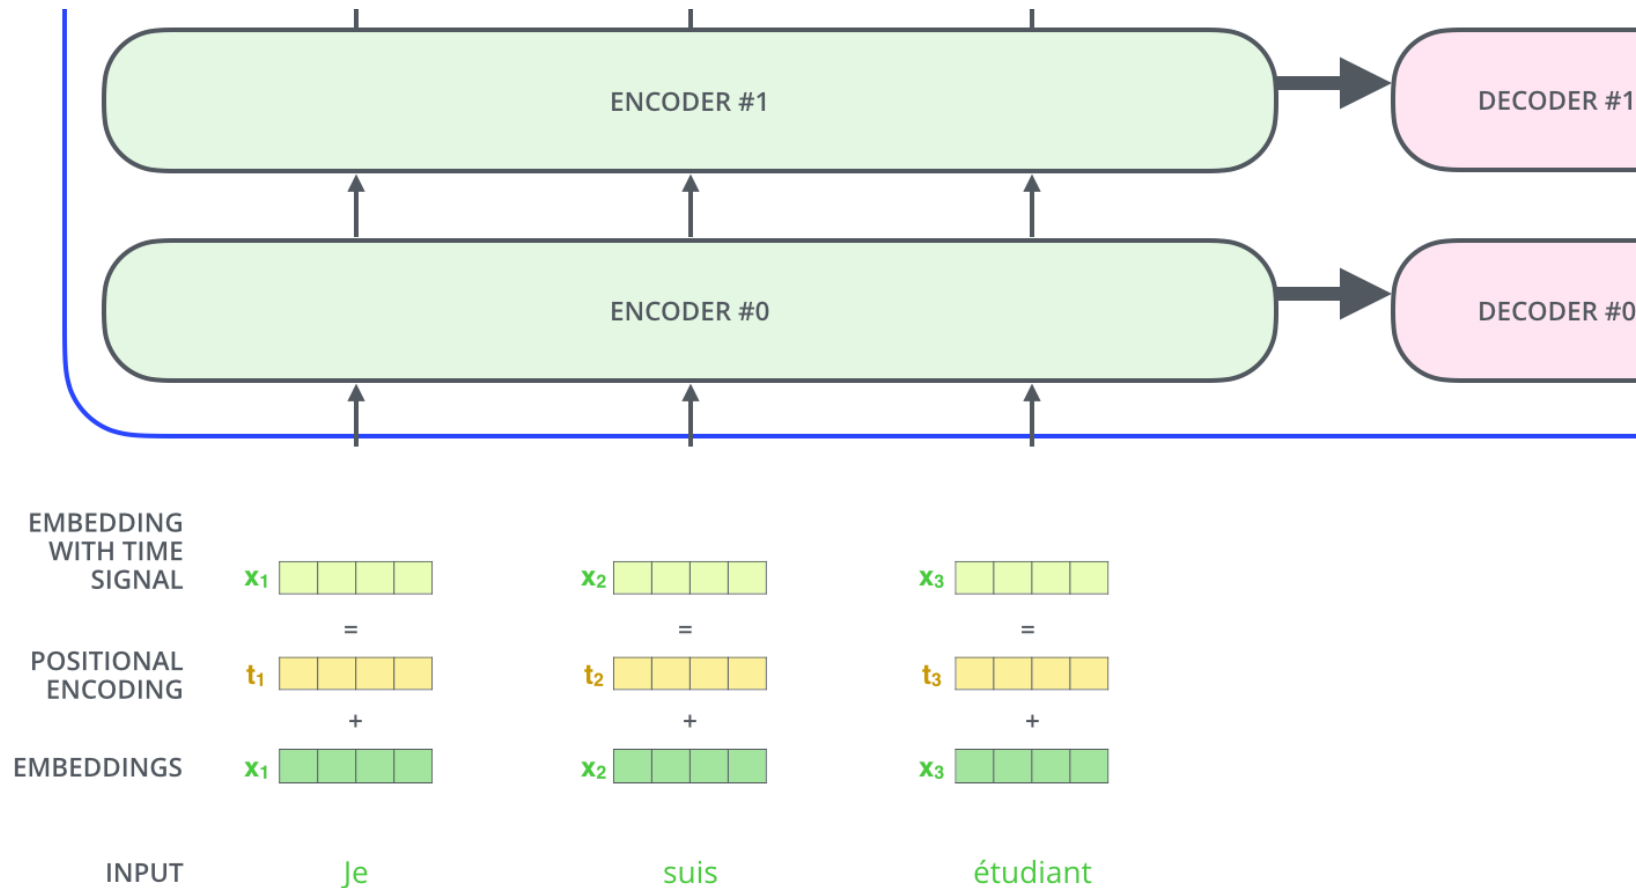 ENCODER #1
DECODER #1
ENCODER #0
DECODER #0
EMBEDDING
WITH TIME
SIGNAL
x₁
x₂
x₃
=
=
=
POSITIONAL
ENCODING
t₁
t₂
t₃
+
+
+
EMBEDDINGS
x₁
x₂
x₃
INPUT
Je
suis
étudiant